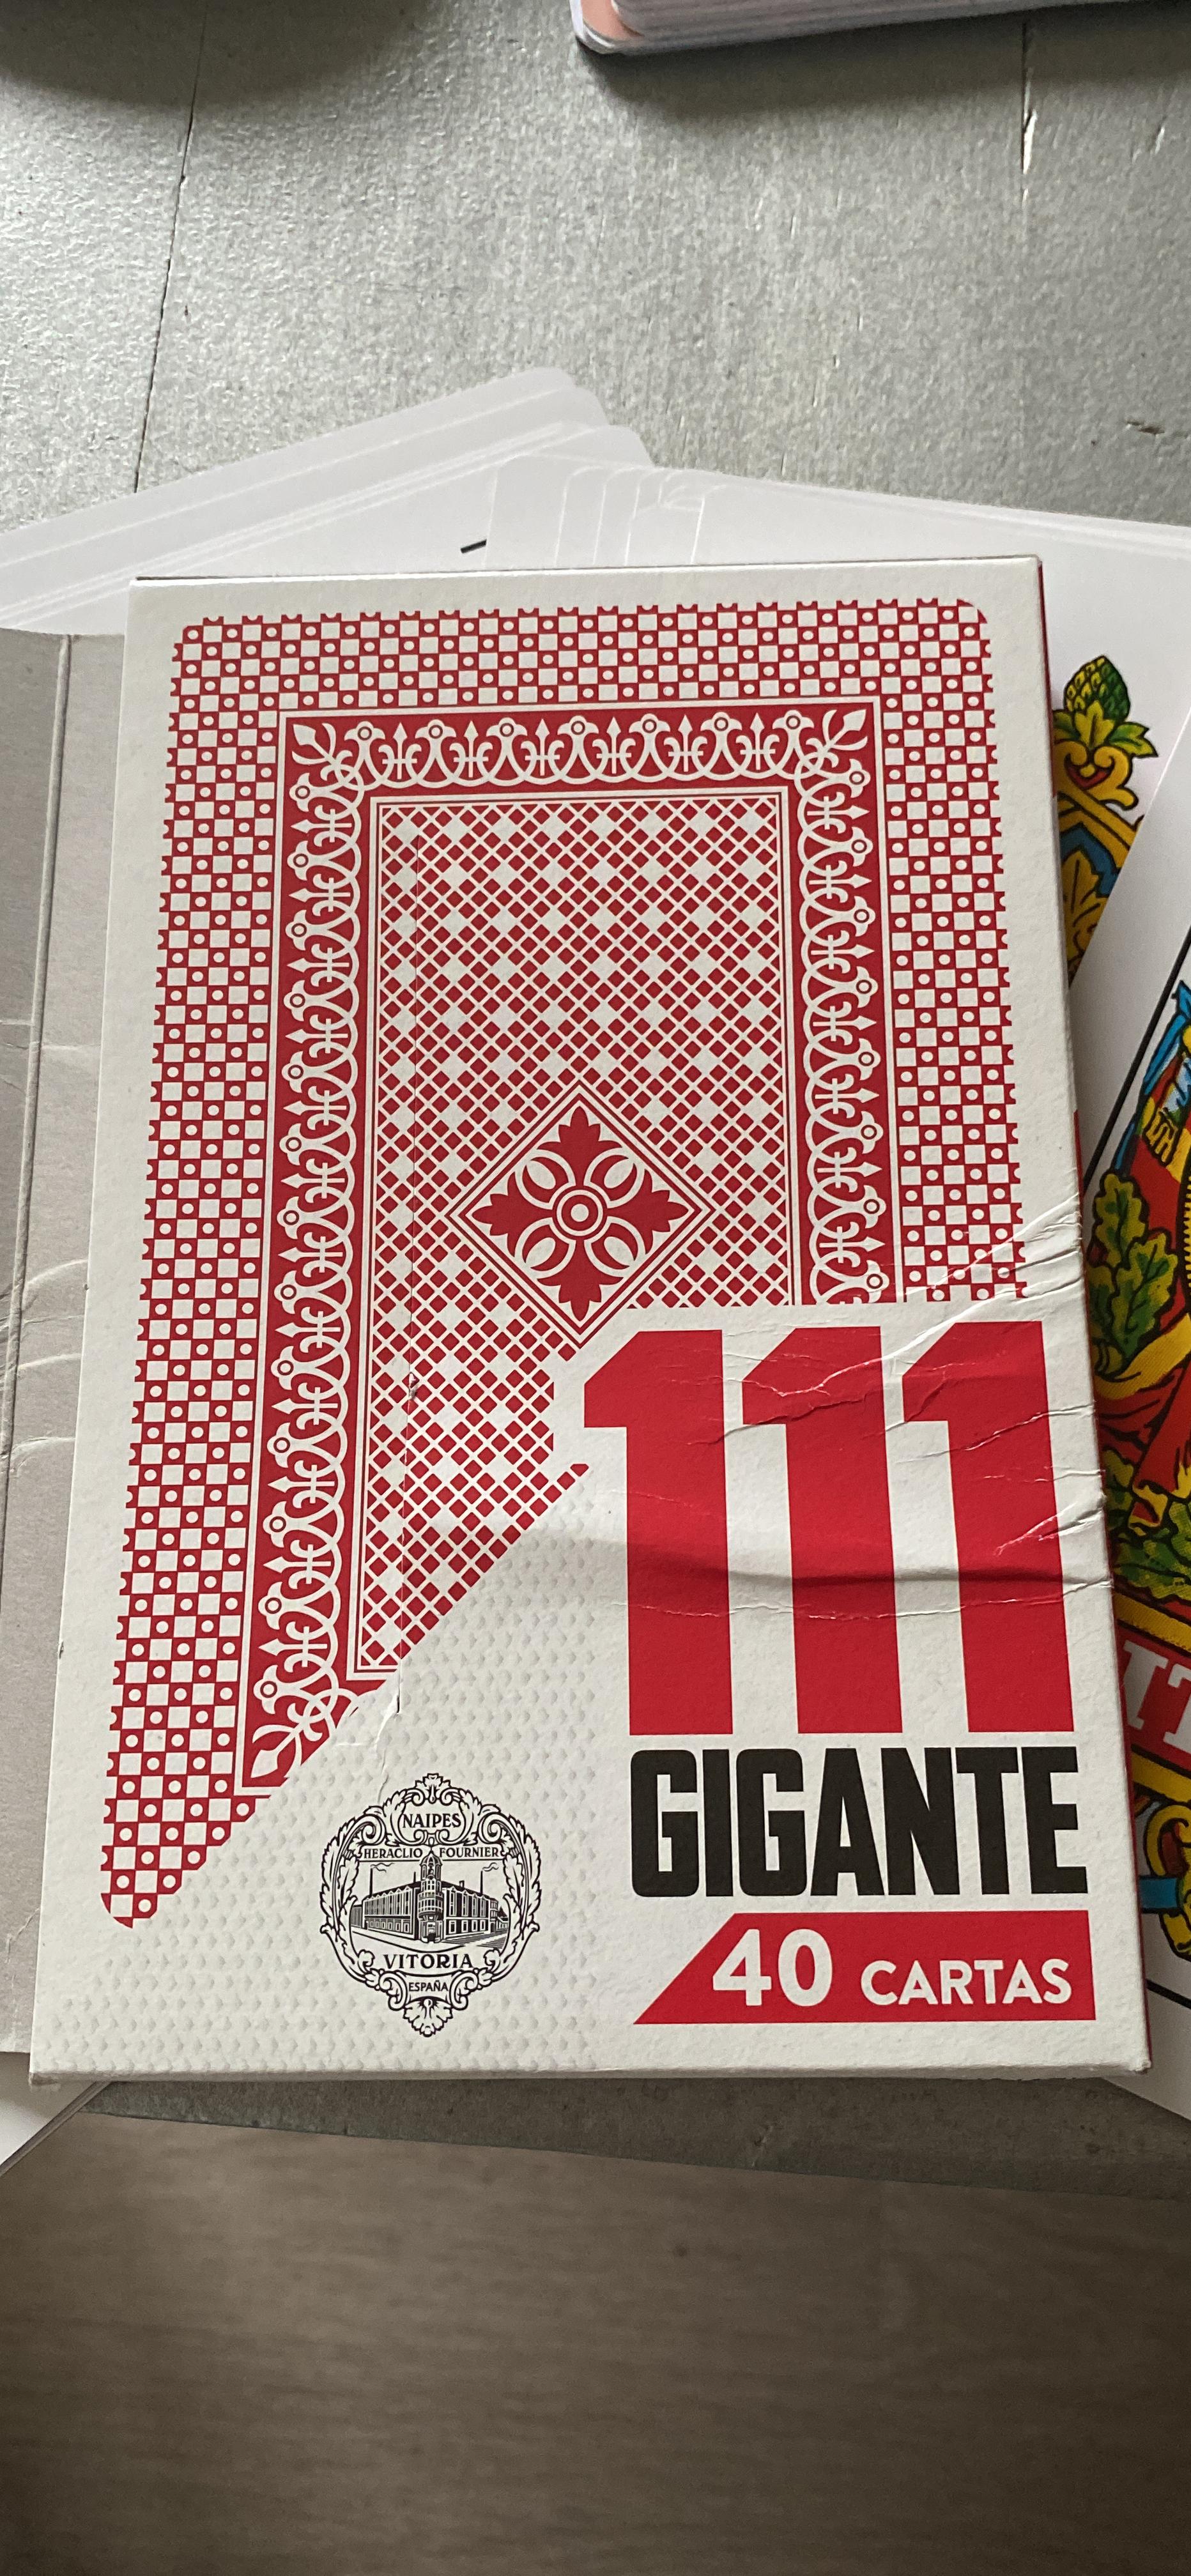 111
GIGANTE
40 CARTAS
NAIPES
HERACLIO FOURNIER
VITORIA
ESPAÑA